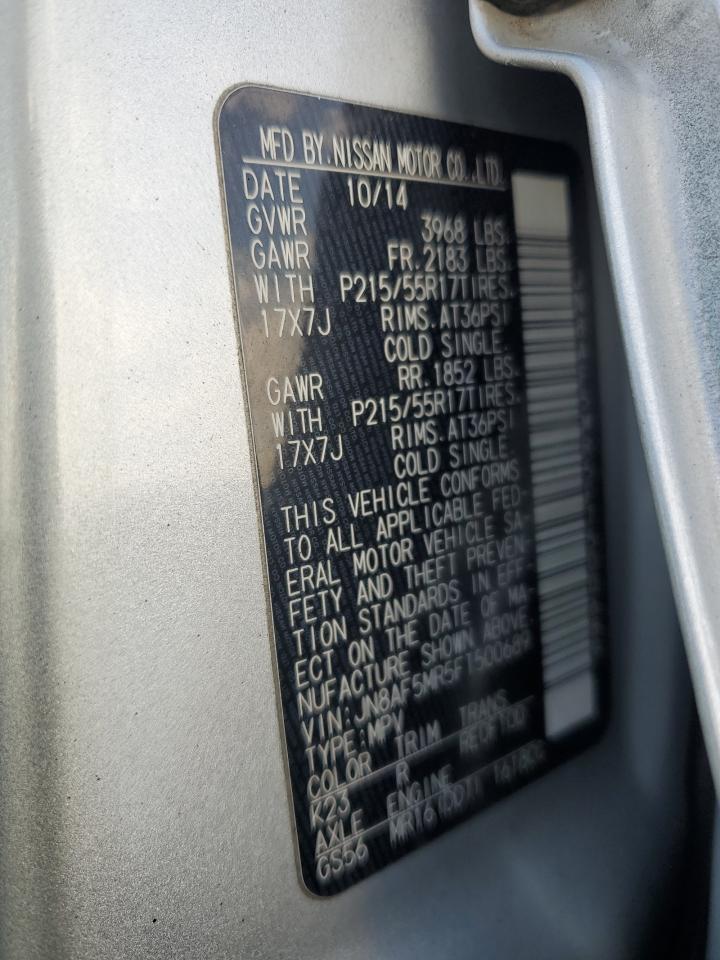 MFD BY.NISSAN MOTOR CO.,LTD.
DATE 10/14
GVWR 3968 LBS.
GAWR FR.2183 LBS.
WITH P215/55R17TIRES.
17X7J RIMS.AT36PSI
COLD SINGLE.
GAWR RR.1852 LBS.
WITH P215/55R17TIRES.
17X7J RIMS.AT36PSI
COLD SINGLE.
THIS VEHICLE CONFORMS
TO ALL APPLICABLE FED-
ERAL MOTOR VEHICLE SA-
FETY AND THEFT PREVEN-
TION STANDARDS IN EFF-
ECT ON THE DATE OF MA-
NUFACTURE SHOWN ABOVE.
VIN:JN8AF5MR5FT500689
TYPE:MPV
COLOR TRIM TRANS
K23 R
AXLE ENGINE
GS56 1618CC